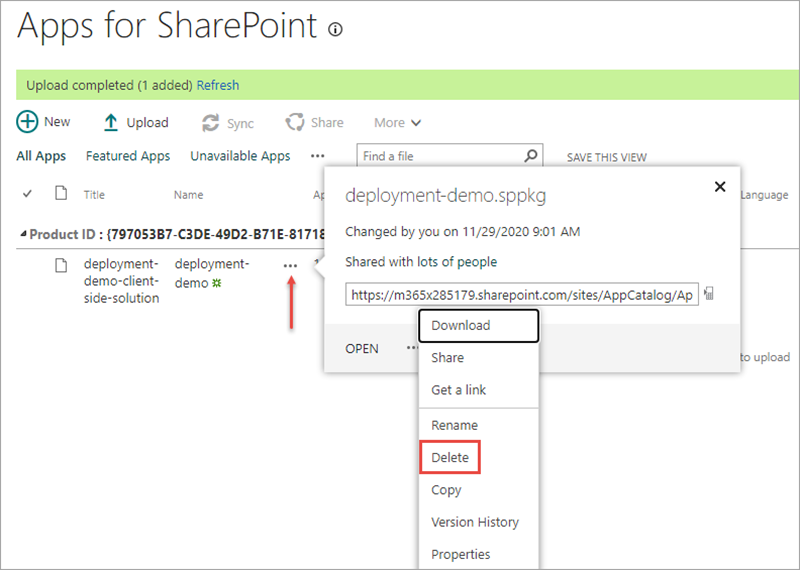 Apps for SharePoint
Upload completed (1 added) Refresh
New Upload Sync Share More
All Apps Featured Apps Unavailable Apps ••• Find a file SAVE THIS VIEW
Title Name Ap Language
Product ID : {797053B7-C3DE-49D2-B71E-81718
deployment-demo-client-side-solution
deployment-demo
•••
deployment-demo.sppkg
Changed by you on 11/29/2020 9:01 AM
Shared with lots of people
https://m365x285179.sharepoint.com/sites/AppCatalog/Ap
OPEN •••
to upload
Download
Share
Get a link
Rename
Delete
Copy
Version History
Properties